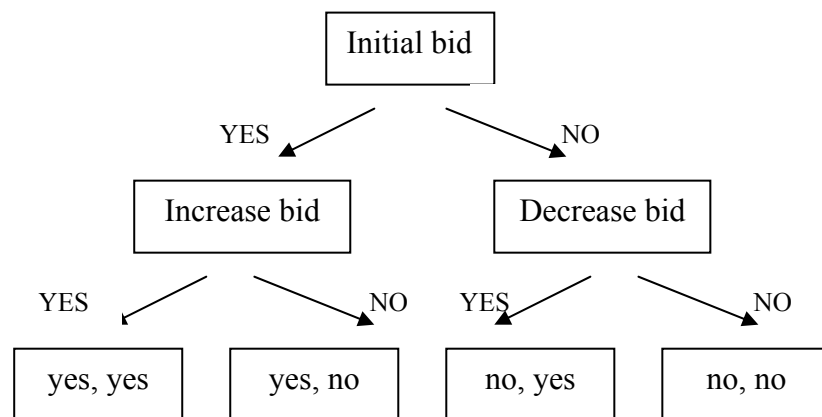 Initial bid
YES
NO
Increase bid
Decrease bid
YES
NO
YES
NO
yes, yes
yes, no
no, yes
no, no